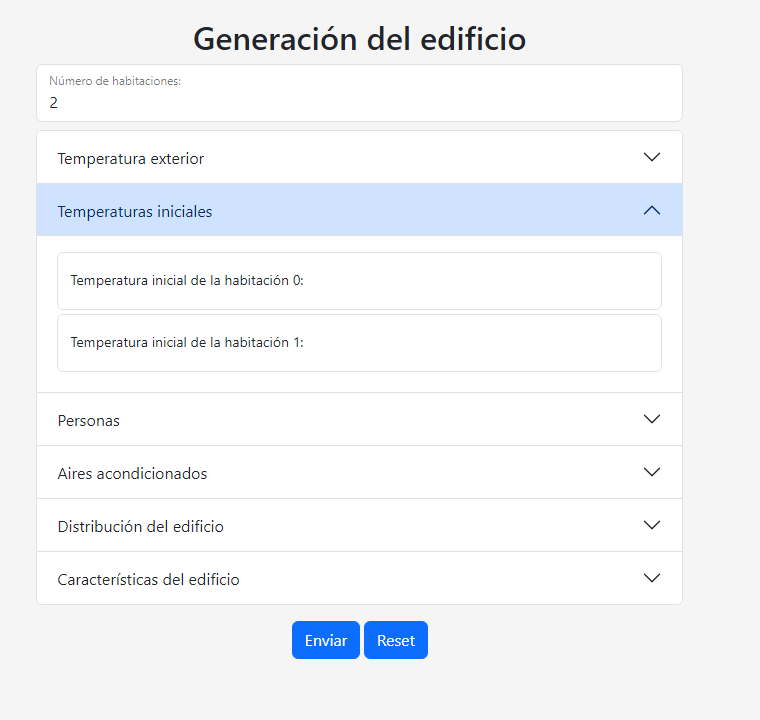 Generación del edificio
Número de habitaciones:
2
Temperatura exterior
Temperaturas iniciales
Temperatura inicial de la habitación 0:
Temperatura inicial de la habitación 1:
Personas
Aires acondicionados
Distribución del edificio
Características del edificio
Enviar Reset